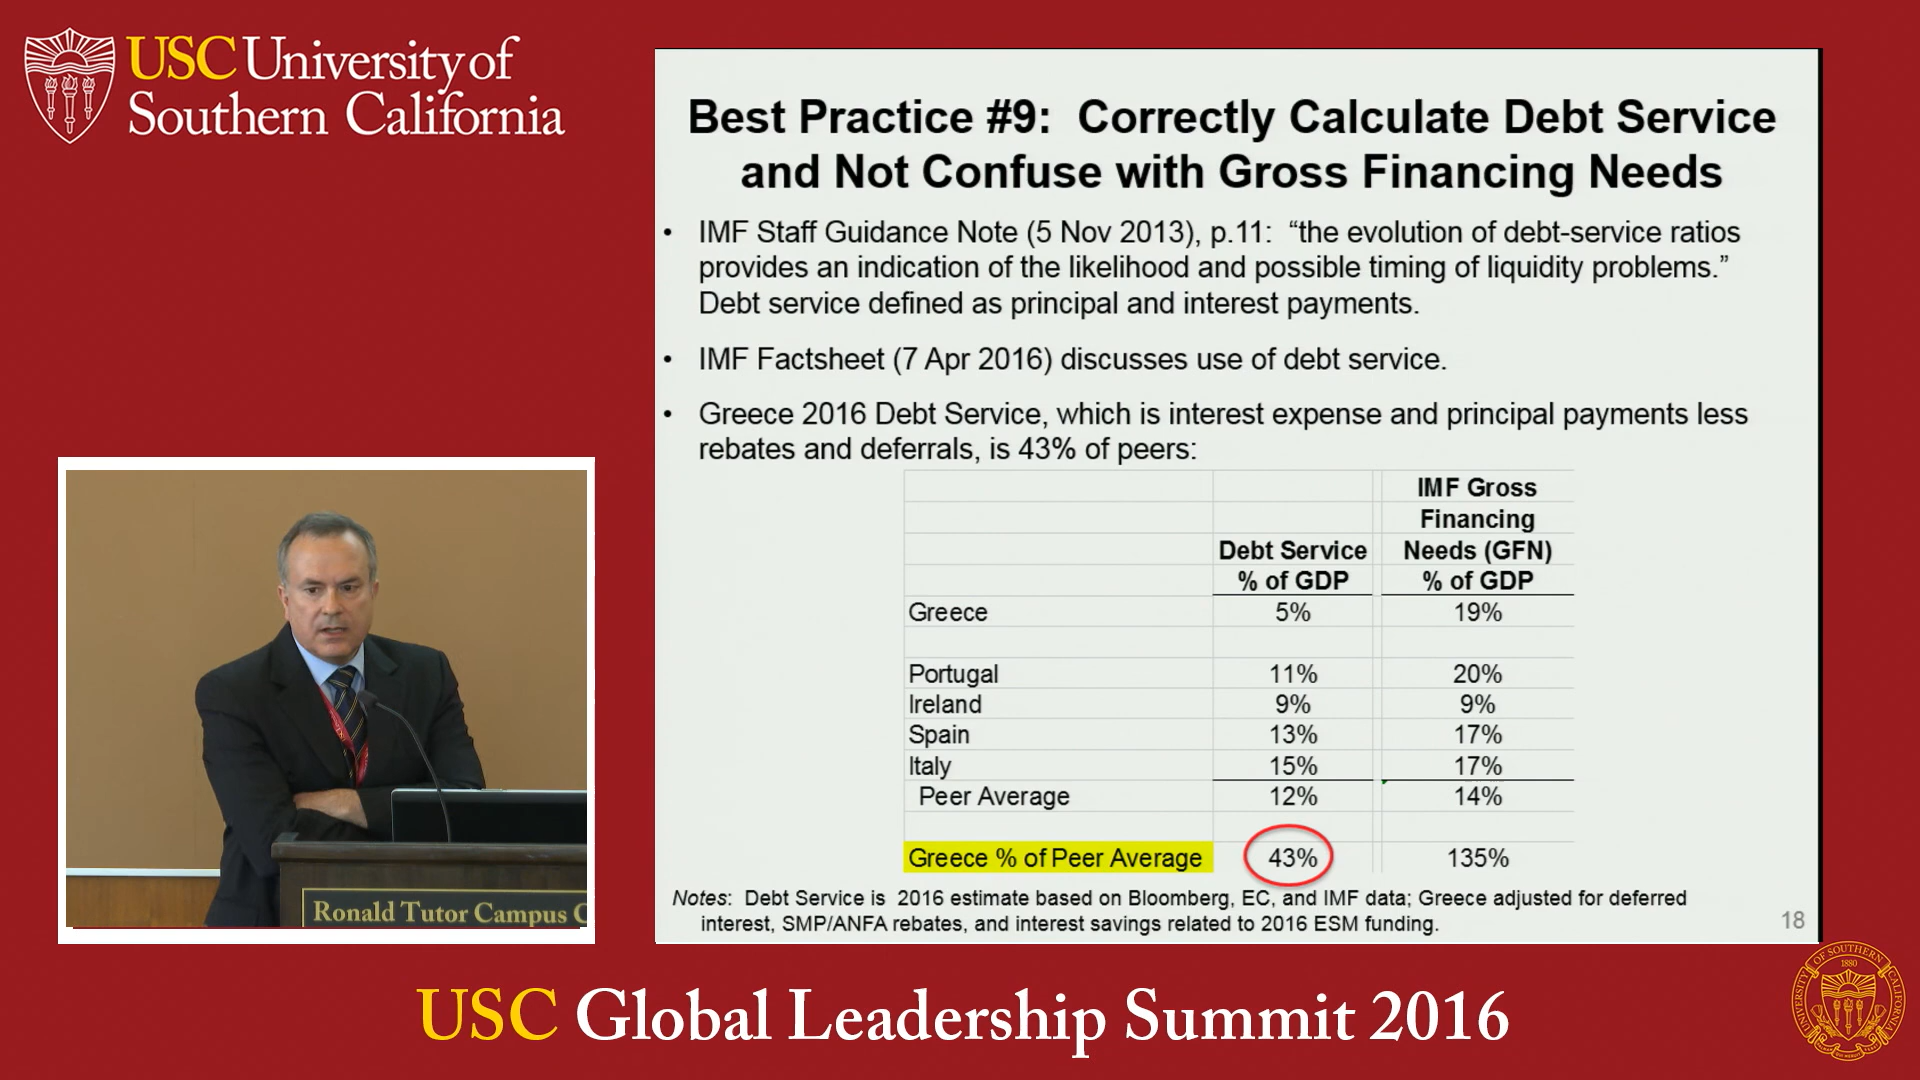 USC University of
Southern California
Best Practice #9: Correctly Calculate Debt Service
and Not Confuse with Gross Financing Needs
• IMF Staff Guidance Note (5 Nov 2013), p.11: “the evolution of debt-service ratios
provides an indication of the likelihood and possible timing of liquidity problems.”
Debt service defined as principal and interest payments.
• IMF Factsheet (7 Apr 2016) discusses use of debt service.
• Greece 2016 Debt Service, which is interest expense and principal payments less
rebates and deferrals, is 43% of peers:
IMF Gross
Financing
Debt Service Needs (GFN)
% of GDP % of GDP
Greece 5% 19%
Portugal 11% 20%
Ireland 9% 9%
Spain 13% 17%
Italy 15% 17%
Peer Average 12% 14%
Greece % of Peer Average 43% 135%
Notes: Debt Service is 2016 estimate based on Bloomberg, EC, and IMF data; Greece adjusted for deferred
interest, SMP/ANFA rebates, and interest savings related to 2016 ESM funding.
18
Ronald Tutor Campus C
USC Global Leadership Summit 2016
UNIVERSITY OF SOUTHERN CALIFORNIA
1880